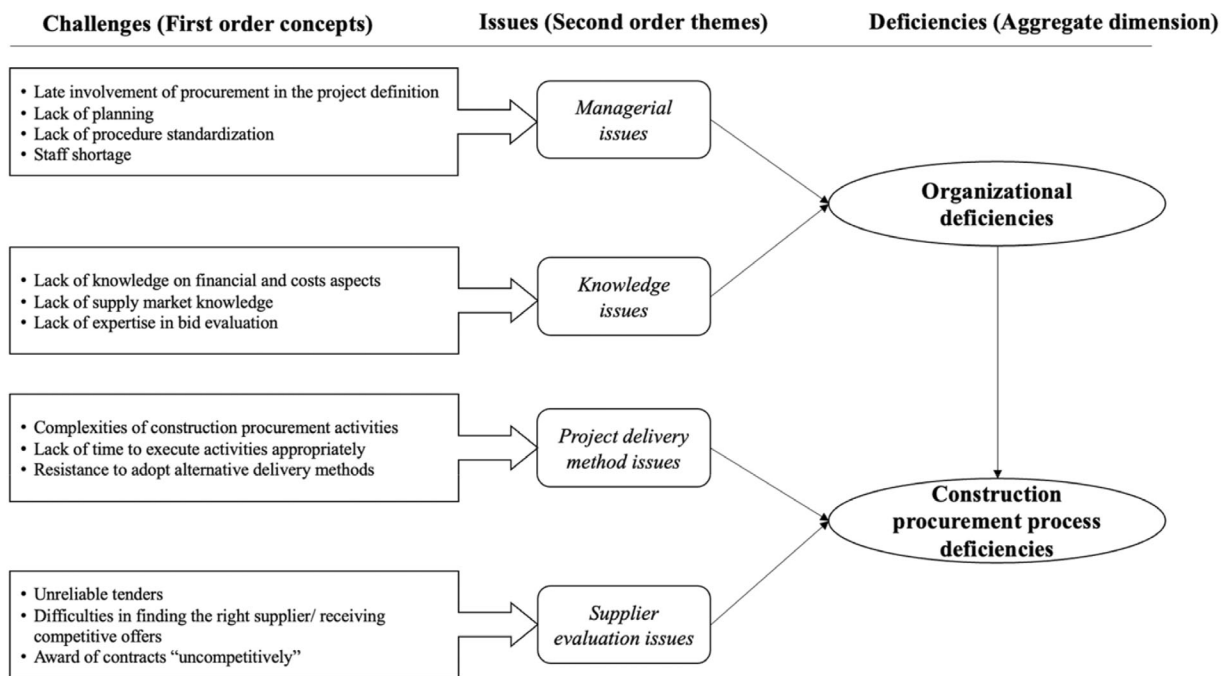 Challenges (First order concepts)
Issues (Second order themes)
Deficiencies (Aggregate dimension)
• Late involvement of procurement in the project definition
• Lack of planning
• Lack of procedure standardization
• Staff shortage
Managerial
issues
Organizational
deficiencies
• Lack of knowledge on financial and costs aspects
• Lack of supply market knowledge
• Lack of expertise in bid evaluation
Knowledge
issues
• Complexities of construction procurement activities
• Lack of time to execute activities appropriately
• Resistance to adopt alternative delivery methods
Project delivery
method issues
Construction
procurement process
deficiencies
• Unreliable tenders
• Difficulties in finding the right supplier/ receiving
competitive offers
• Award of contracts “uncompetitively”
Supplier
evaluation issues